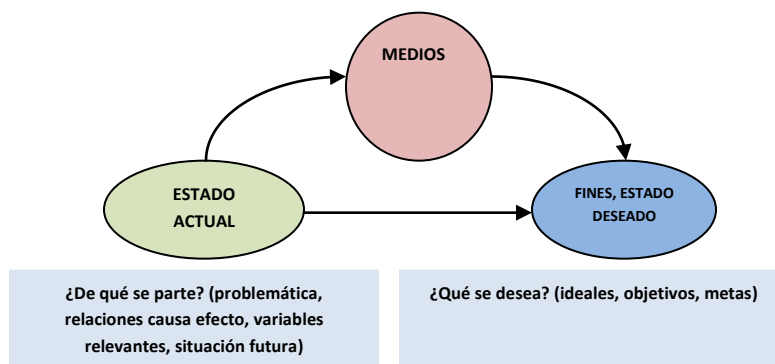 MEDIOS
ESTADO
ACTUAL
FINES, ESTADO
DESEADO
¿De qué se parte? (problemática,
relaciones causa efecto, variables
relevantes, situación futura)
¿Qué se desea? (ideales, objetivos, metas)